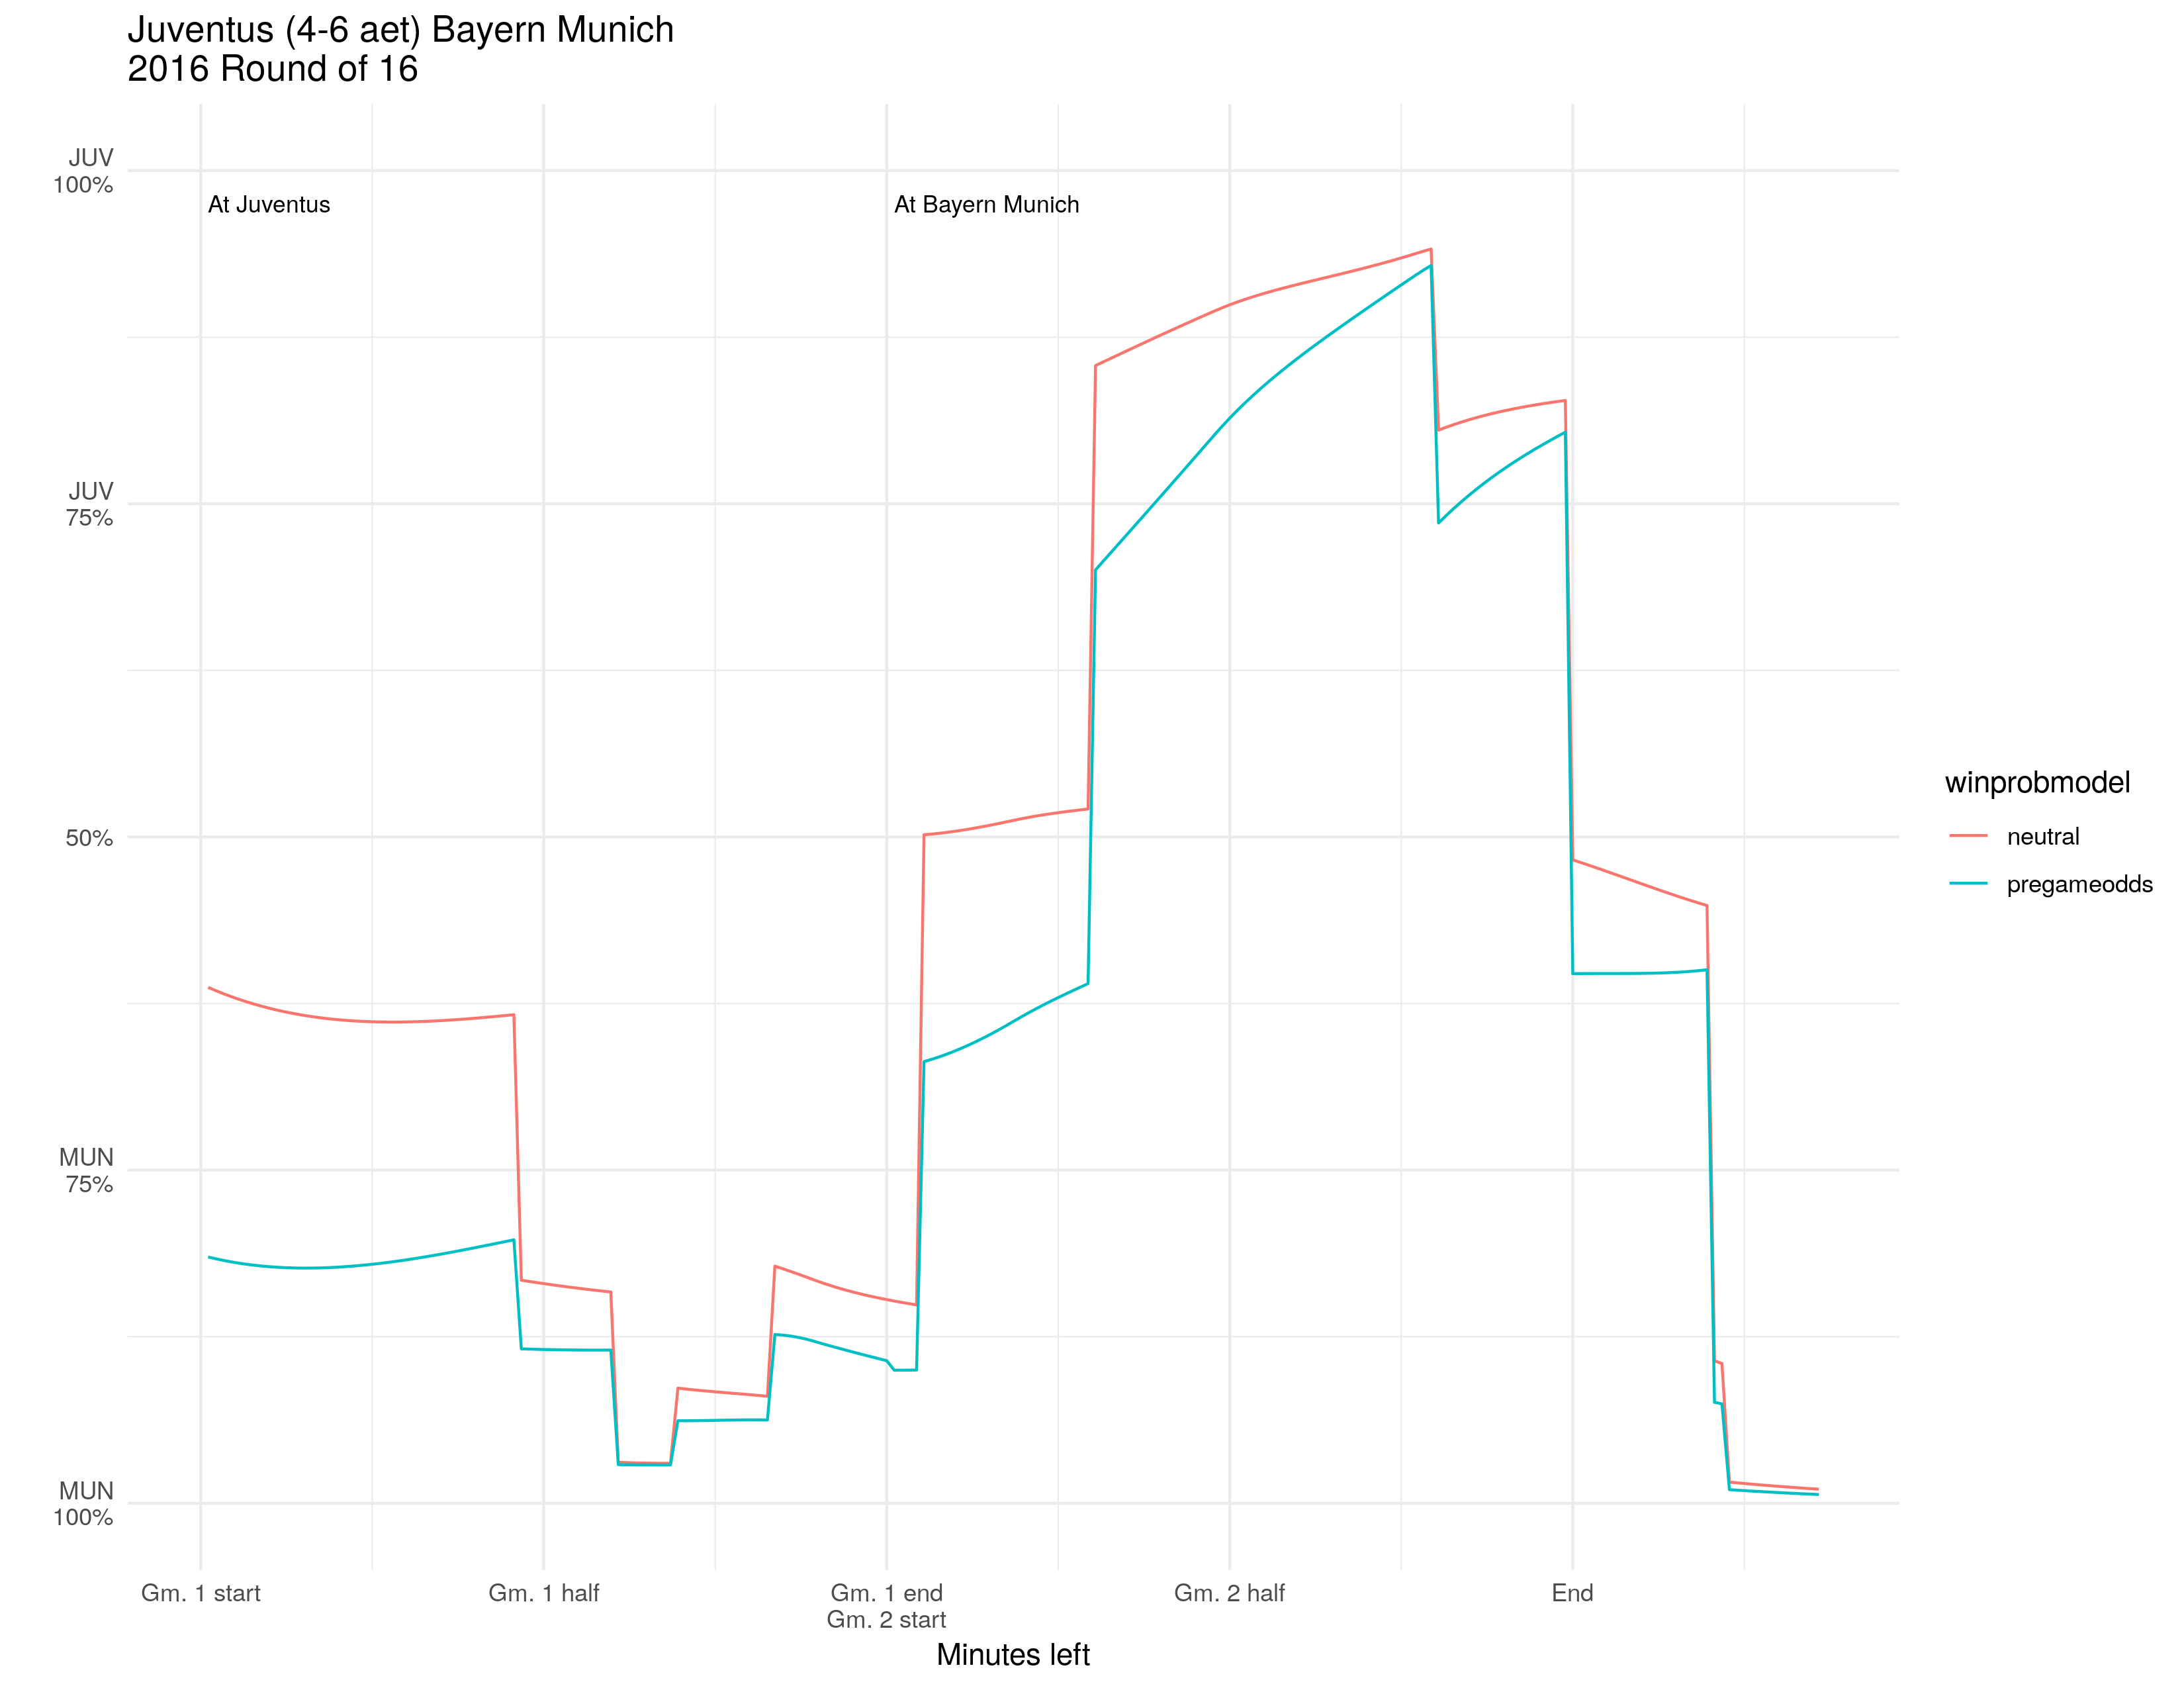 Juventus (4-6 aet) Bayern Munich
2016 Round of 16
JUV
100%
At Juventus
At Bayern Munich
JUV
75%
50%
MUN
75%
MUN
100%
winprobmodel
neutral
pregameodds
Gm. 1 start
Gm. 1 half
Gm. 1 end
Gm. 2 start
Gm. 2 half
End
Minutes left